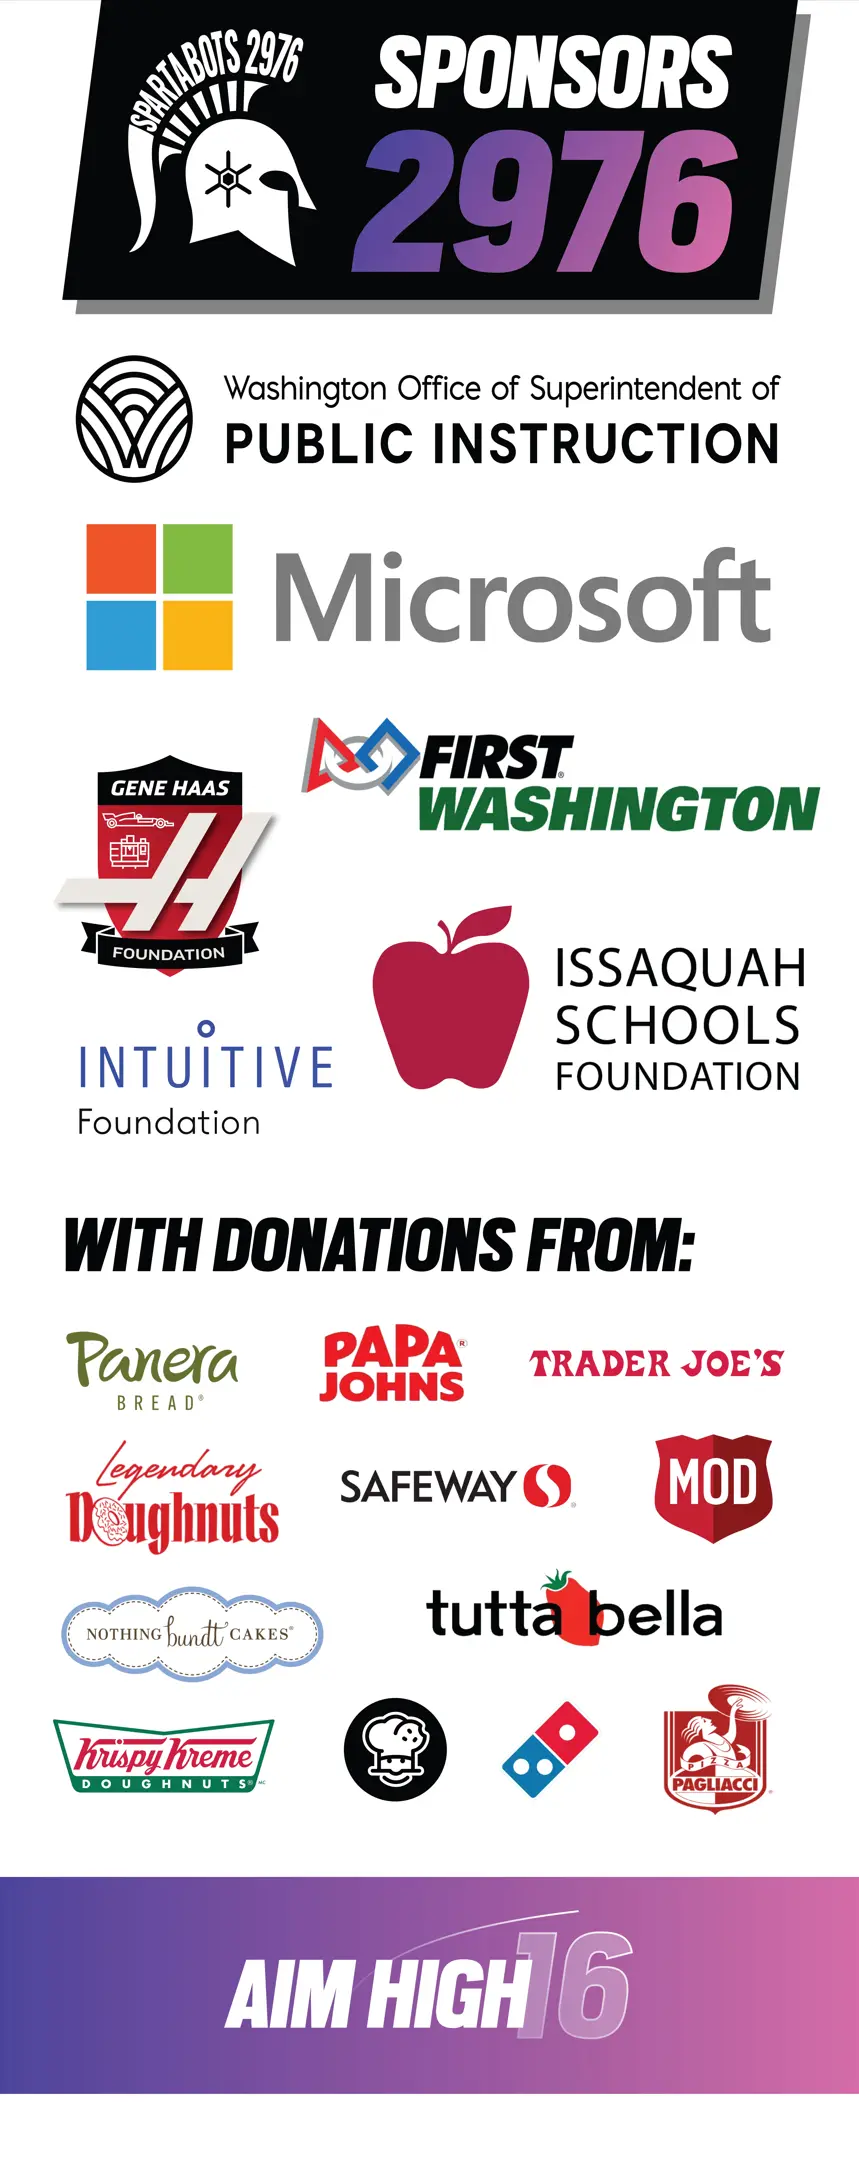 SPARTABOTS 2976
SPONSORS
2976
Washington Office of Superintendent of
PUBLIC INSTRUCTION
Microsoft
FIRST®
WASHINGTON
GENE HAAS
FOUNDATION
ISSAQUAH
SCHOOLS
FOUNDATION
INTUITIVE
Foundation
WITH DONATIONS FROM:
Panera
BREAD®
PAPA®
JOHNS
TRADER JOE'S
Legendary
Doughnuts
SAFEWAY®
MOD
NOTHING bundt CAKES®
tutta bella
Krispy Kreme
DOUGHNUTS®
PIZZA
PAGLIACCI®
AIM HIGH 16